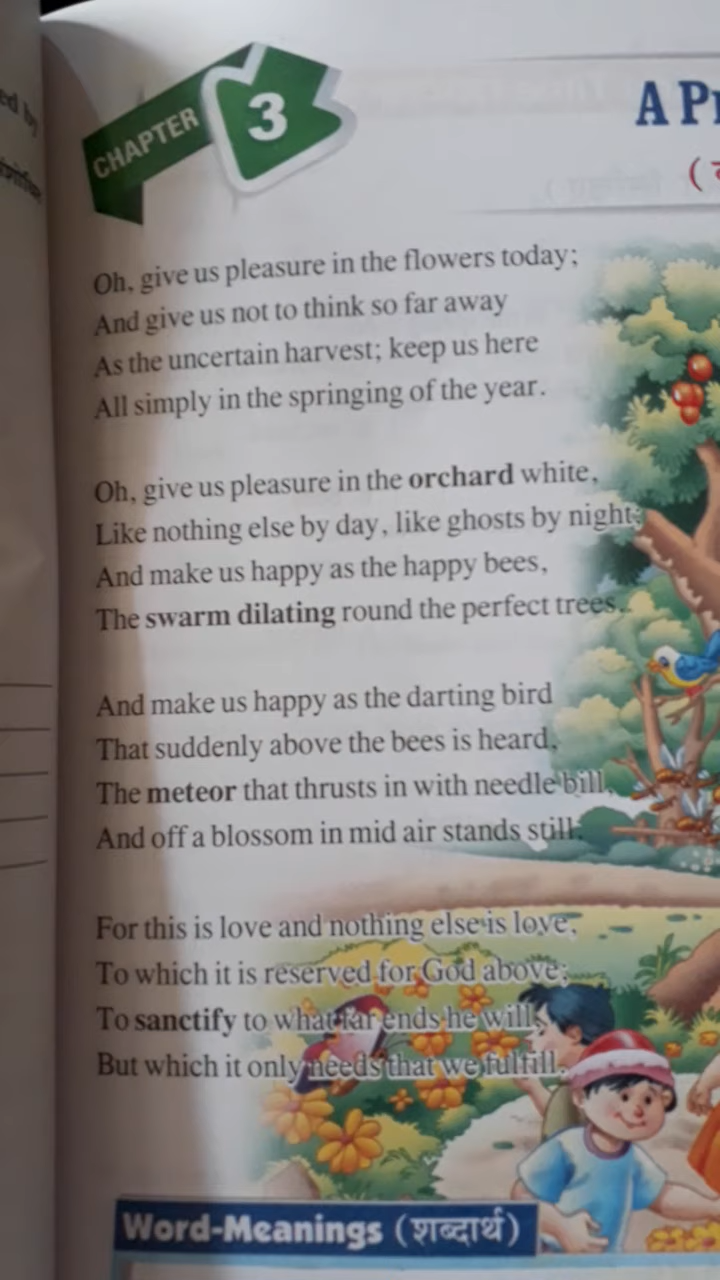 CHAPTER 3
A
Oh, give us pleasure in the flowers today;
And give us not to think so far away
As the uncertain harvest; keep us here
All simply in the springing of the year.
Oh, give us pleasure in the orchard white,
Like nothing else by day, like ghosts by night;
And make us happy as the happy bees,
The swarm dilating round the perfect trees.
And make us happy as the darting bird
That suddenly above the bees is heard,
The meteor that thrusts in with needle bill,
And off a blossom in mid air stands still.
For this is love and nothing else is love,
To which it is reserved for God above;
To sanctify to what far ends he will,
But which it only needs that we fulfill.
Word-Meanings (शब्दार्थ)